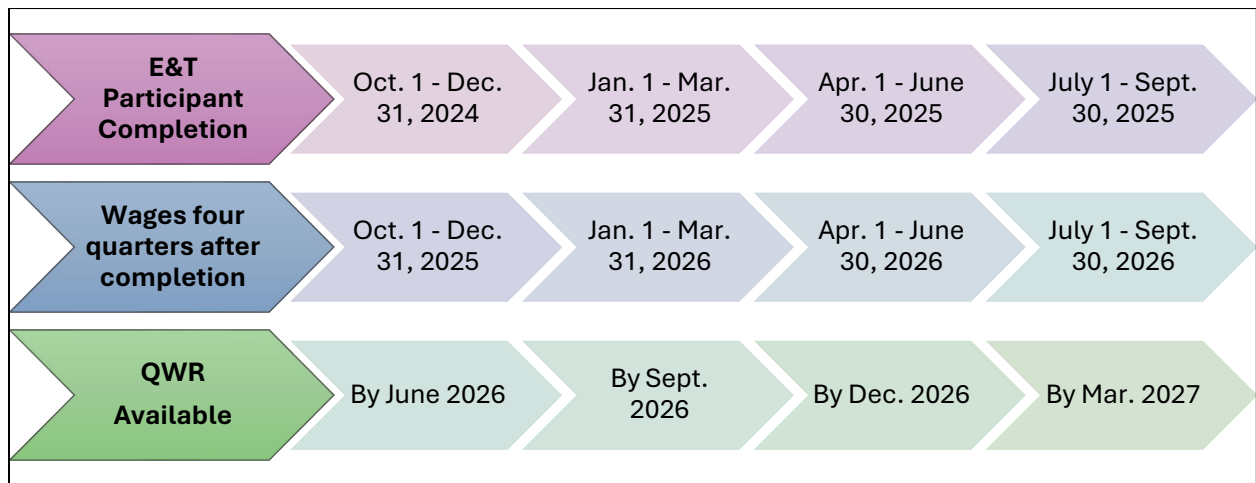 E&T
Participant
Completion
Oct. 1 - Dec.
31, 2024
Jan. 1 - Mar.
31, 2025
Apr. 1 - June
30, 2025
July 1 - Sept.
30, 2025
Wages four
quarters after
completion
Oct. 1 - Dec.
31, 2025
Jan. 1 - Mar.
31, 2026
Apr. 1 - June
30, 2026
July 1 - Sept.
30, 2026
QWR
Available
By June 2026
By Sept.
2026
By Dec. 2026
By Mar. 2027